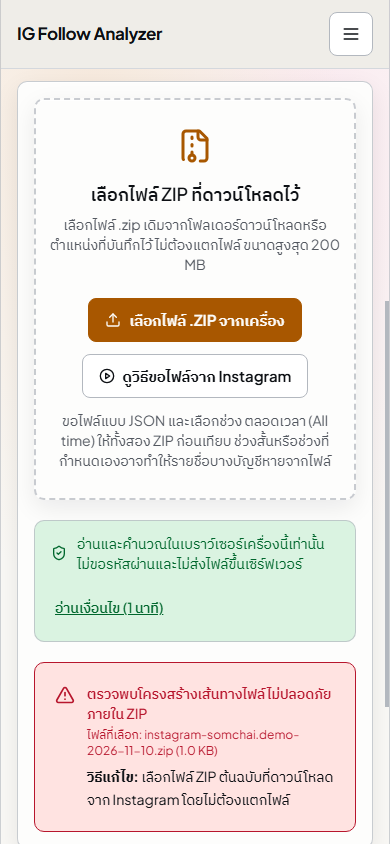 IG Follow Analyzer
เลือกไฟล์ ZIP ที่ดาวน์โหลดไว้
เลือกไฟล์ .zip เดิมจากโฟลเดอร์ดาวน์โหลดหรือ
ตำแหน่งที่บันทึกไว้ ไม่ต้องแตกไฟล์ ขนาดสูงสุด 200
MB
เลือกไฟล์ .ZIP จากเครื่อง
ดูวิธีขอไฟล์จาก Instagram
ขอไฟล์แบบ JSON และเลือกช่วง ตลอดเวลา (All
time) ให้ทั้งสอง ZIP ก่อนเทียบ ช่วงสั้นหรือช่วงที่
กำหนดเองอาจทำให้รายชื่อบางบัญชีหายจากไฟล์
อ่านและคำนวณในเบราว์เซอร์เครื่องนี้เท่านั้น
ไม่ขอรหัสผ่านและไม่ส่งไฟล์ขึ้นเซิร์ฟเวอร์
อ่านเงื่อนไข (1 นาที)
ตรวจพบโครงสร้างเส้นทางไฟล์ไม่ปลอดภัย
ภายใน ZIP
ไฟล์ที่เลือก: instagram-somchai.demo-
2026-11-10.zip (1.0 KB)
วิธีแก้ไข: เลือกไฟล์ ZIP ต้นฉบับที่ดาวน์โหลด
จาก Instagram โดยไม่ต้องแตกไฟล์